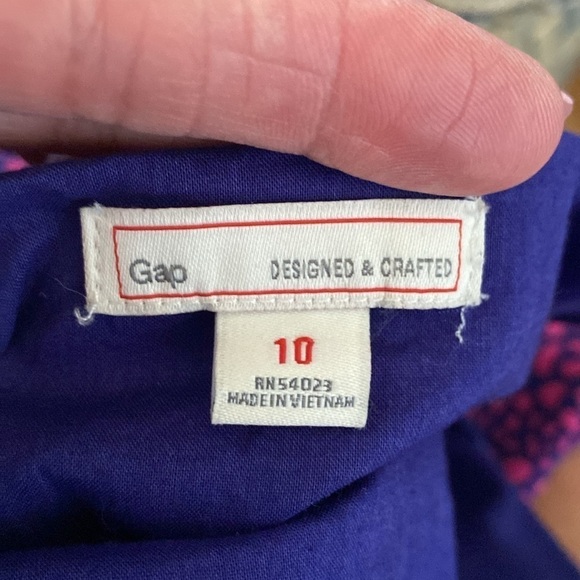 Gap DESIGNED & CRAFTED
10
RN54023
MADE IN VIETNAM